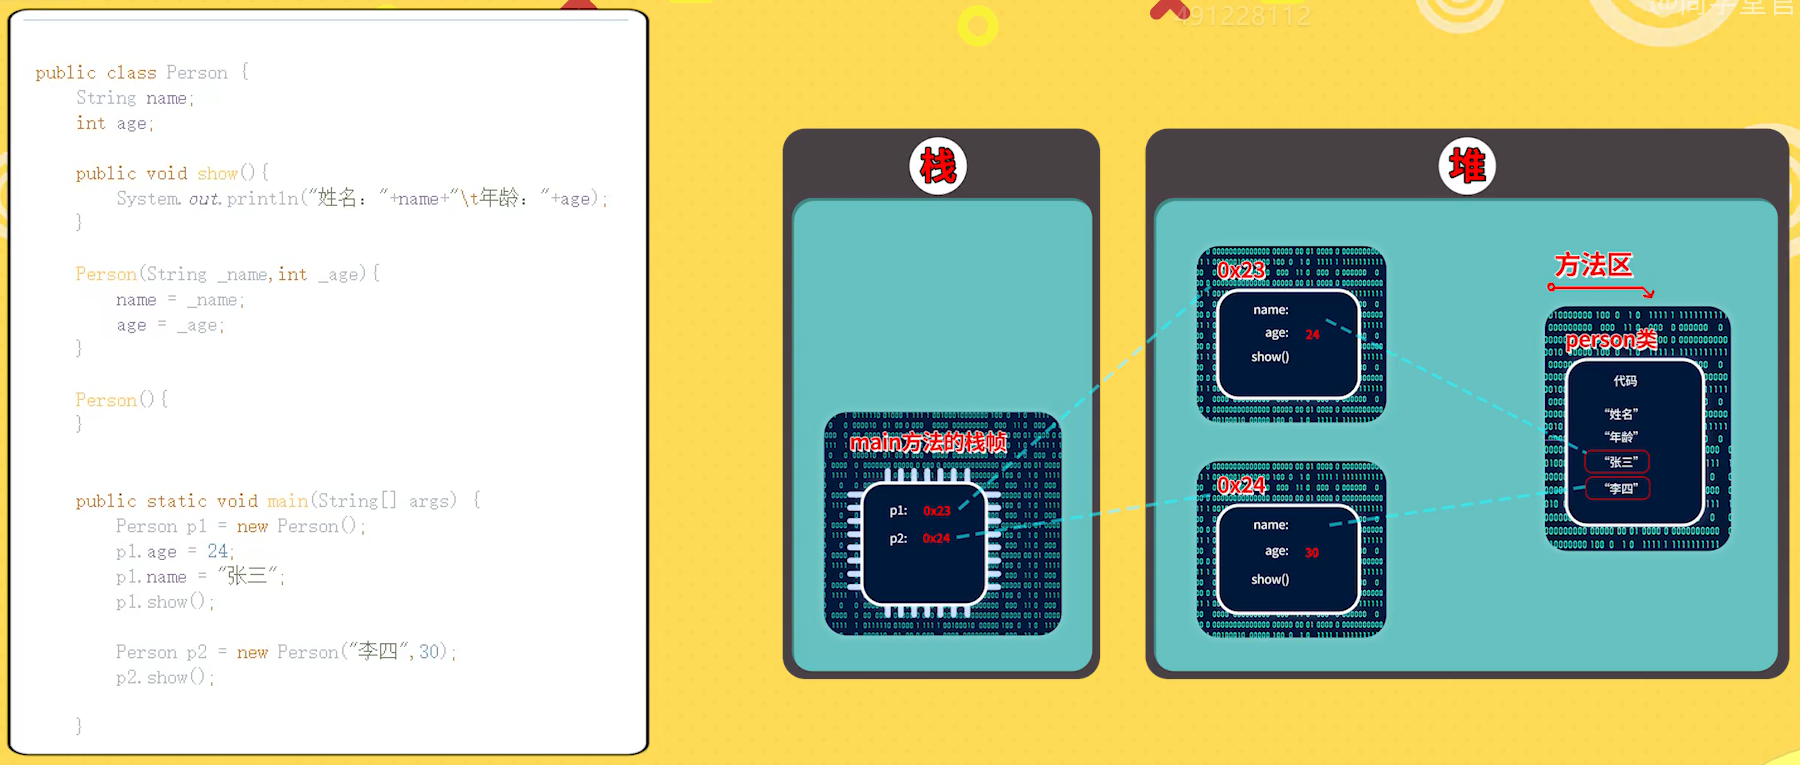 491228112
public class Person {
String name;
int age;
public void show(){
System.out.println("姓名："+name+"\t年龄："+age);
}
Person(String _name,int _age){
name = _name;
age = _age;
}
Person(){
}
public static void main(String[] args) {
Person p1 = new Person();
p1.age = 24;
p1.name = "张三";
p1.show();
Person p2 = new Person("李四",30);
p2.show();
}
栈
main方法的栈帧
p1: 0x23
p2: 0x24
堆
0x23
name:
age: 24
show()
0x24
name:
age: 30
show()
方法区
person类
代码
“姓名”
“年龄”
“张三”
“李四”